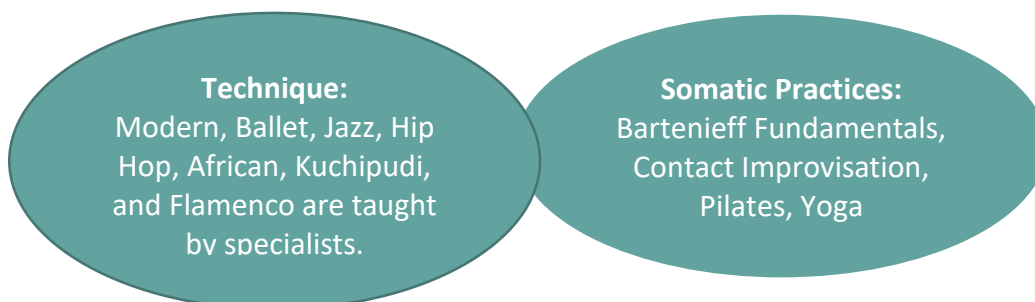 Technique:
Modern, Ballet, Jazz, Hip
Hop, African, Kuchipudi,
and Flamenco are taught
by specialists.
Somatic Practices:
Bartenieff Fundamentals,
Contact Improvisation,
Pilates, Yoga